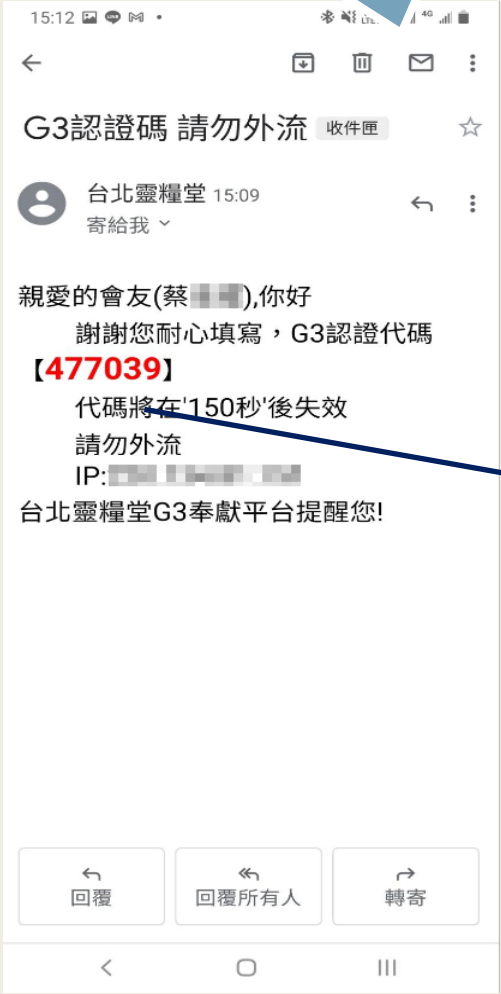 15:12
4G
G3認證碼 請勿外流 收件匣
台北靈糧堂 15:09
寄給我
親愛的會友(蔡),你好
謝謝您耐心填寫，G3認證代碼
【477039】
代碼將在'150秒'後失效
請勿外流
IP:
台北靈糧堂G3奉獻平台提醒您!
回覆 回覆所有人 轉寄